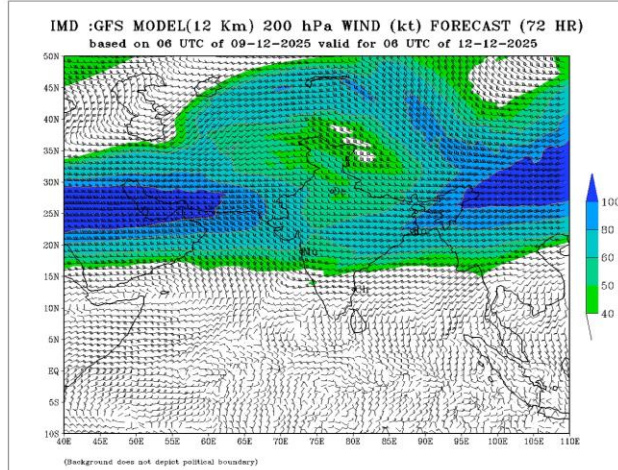 IMD :GFS MODEL(12 Km) 200 hPa WIND (kt) FORECAST (72 HR)
based on 06 UTC of 09-12-2025 valid for 06 UTC of 12-12-2025
50N
45N
40N
35N
30N
25N
20N
15N
10N
5N
EQ
5S
10S
40E 45E 50E 55E 60E 65E 70E 75E 80E 85E 90E 95E 100E 105E 110E
100
80
60
50
40
(Background does not depict political boundary)